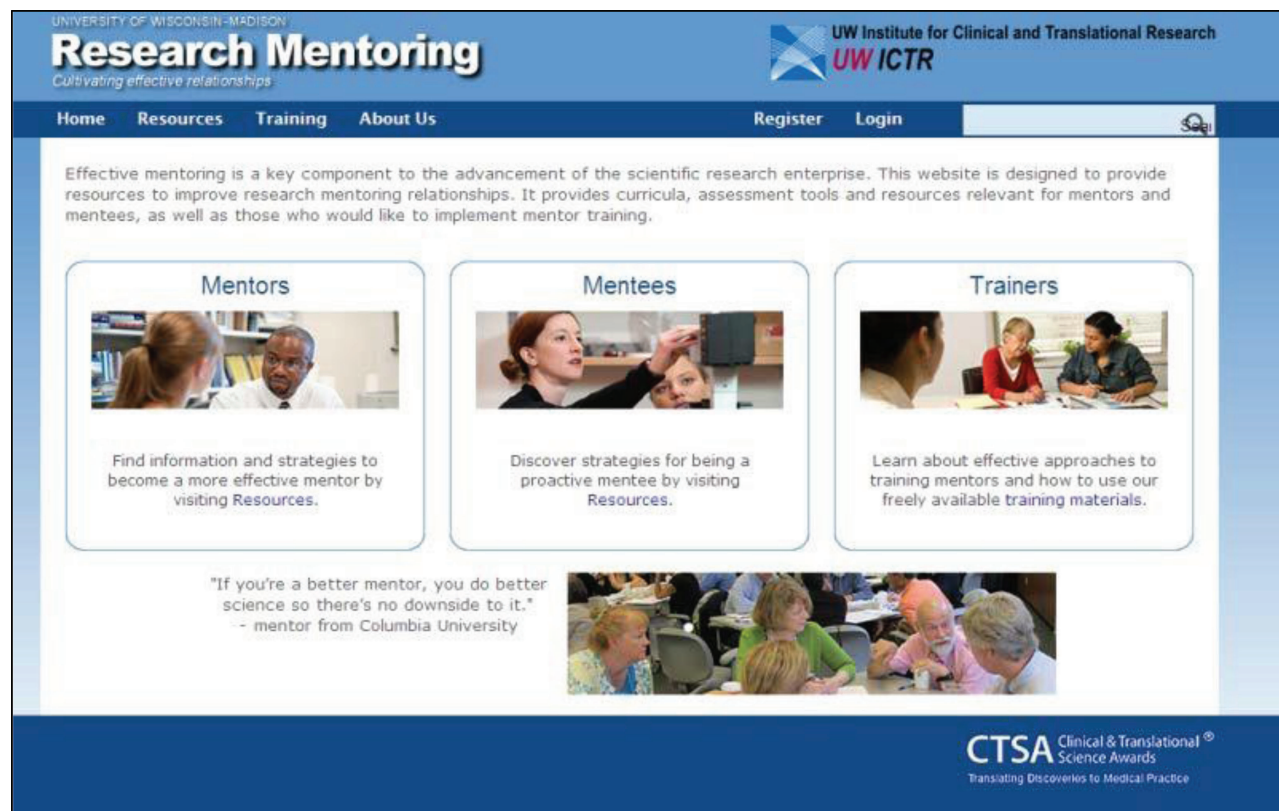 UNIVERSITY OF WISCONSIN-MADISON
Research Mentoring
Cultivating effective relationships
UW Institute for Clinical and Translational Research
UW ICTR
Home Resources Training About Us Register Login
Effective mentoring is a key component to the advancement of the scientific research enterprise. This website is designed to provide
resources to improve research mentoring relationships. It provides curricula, assessment tools and resources relevant for mentors and
mentees, as well as those who would like to implement mentor training.
Mentors
Find information and strategies to
become a more effective mentor by
visiting Resources.
Mentees
Discover strategies for being a
proactive mentee by visiting
Resources.
Trainers
Learn about effective approaches to
training mentors and how to use our
freely available training materials.
"If you're a better mentor, you do better
science so there's no downside to it."
- mentor from Columbia University
CTSA Clinical & Translational ®
Science Awards
Translating Discoveries to Medical Practice